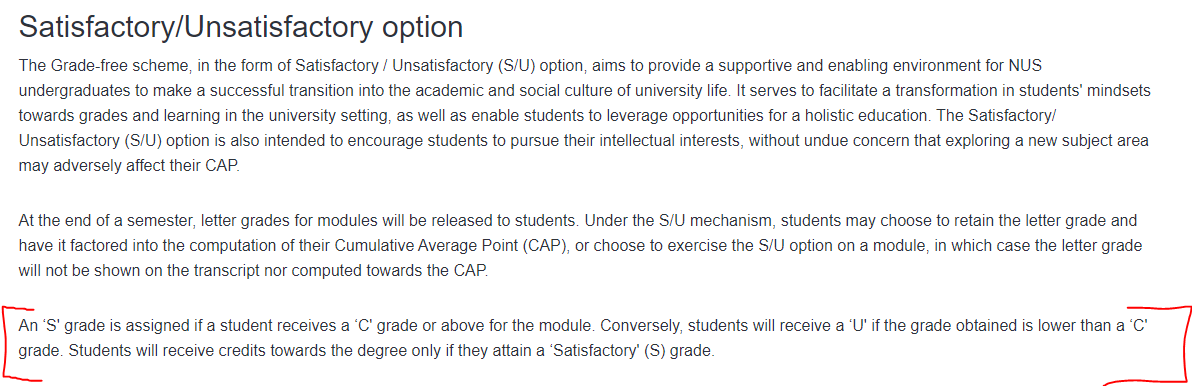 Satisfactory/Unsatisfactory option
The Grade-free scheme, in the form of Satisfactory / Unsatisfactory (S/U) option, aims to provide a supportive and enabling environment for NUS
undergraduates to make a successful transition into the academic and social culture of university life. It serves to facilitate a transformation in students' mindsets
towards grades and learning in the university setting, as well as enable students to leverage opportunities for a holistic education. The Satisfactory/
Unsatisfactory (S/U) option is also intended to encourage students to pursue their intellectual interests, without undue concern that exploring a new subject area
may adversely affect their CAP.
At the end of a semester, letter grades for modules will be released to students. Under the S/U mechanism, students may choose to retain the letter grade and
have it factored into the computation of their Cumulative Average Point (CAP), or choose to exercise the S/U option on a module, in which case the letter grade
will not be shown on the transcript nor computed towards the CAP.
An ‘S' grade is assigned if a student receives a ‘C' grade or above for the module. Conversely, students will receive a ‘U' if the grade obtained is lower than a ‘C'
grade. Students will receive credits towards the degree only if they attain a ‘Satisfactory' (S) grade.